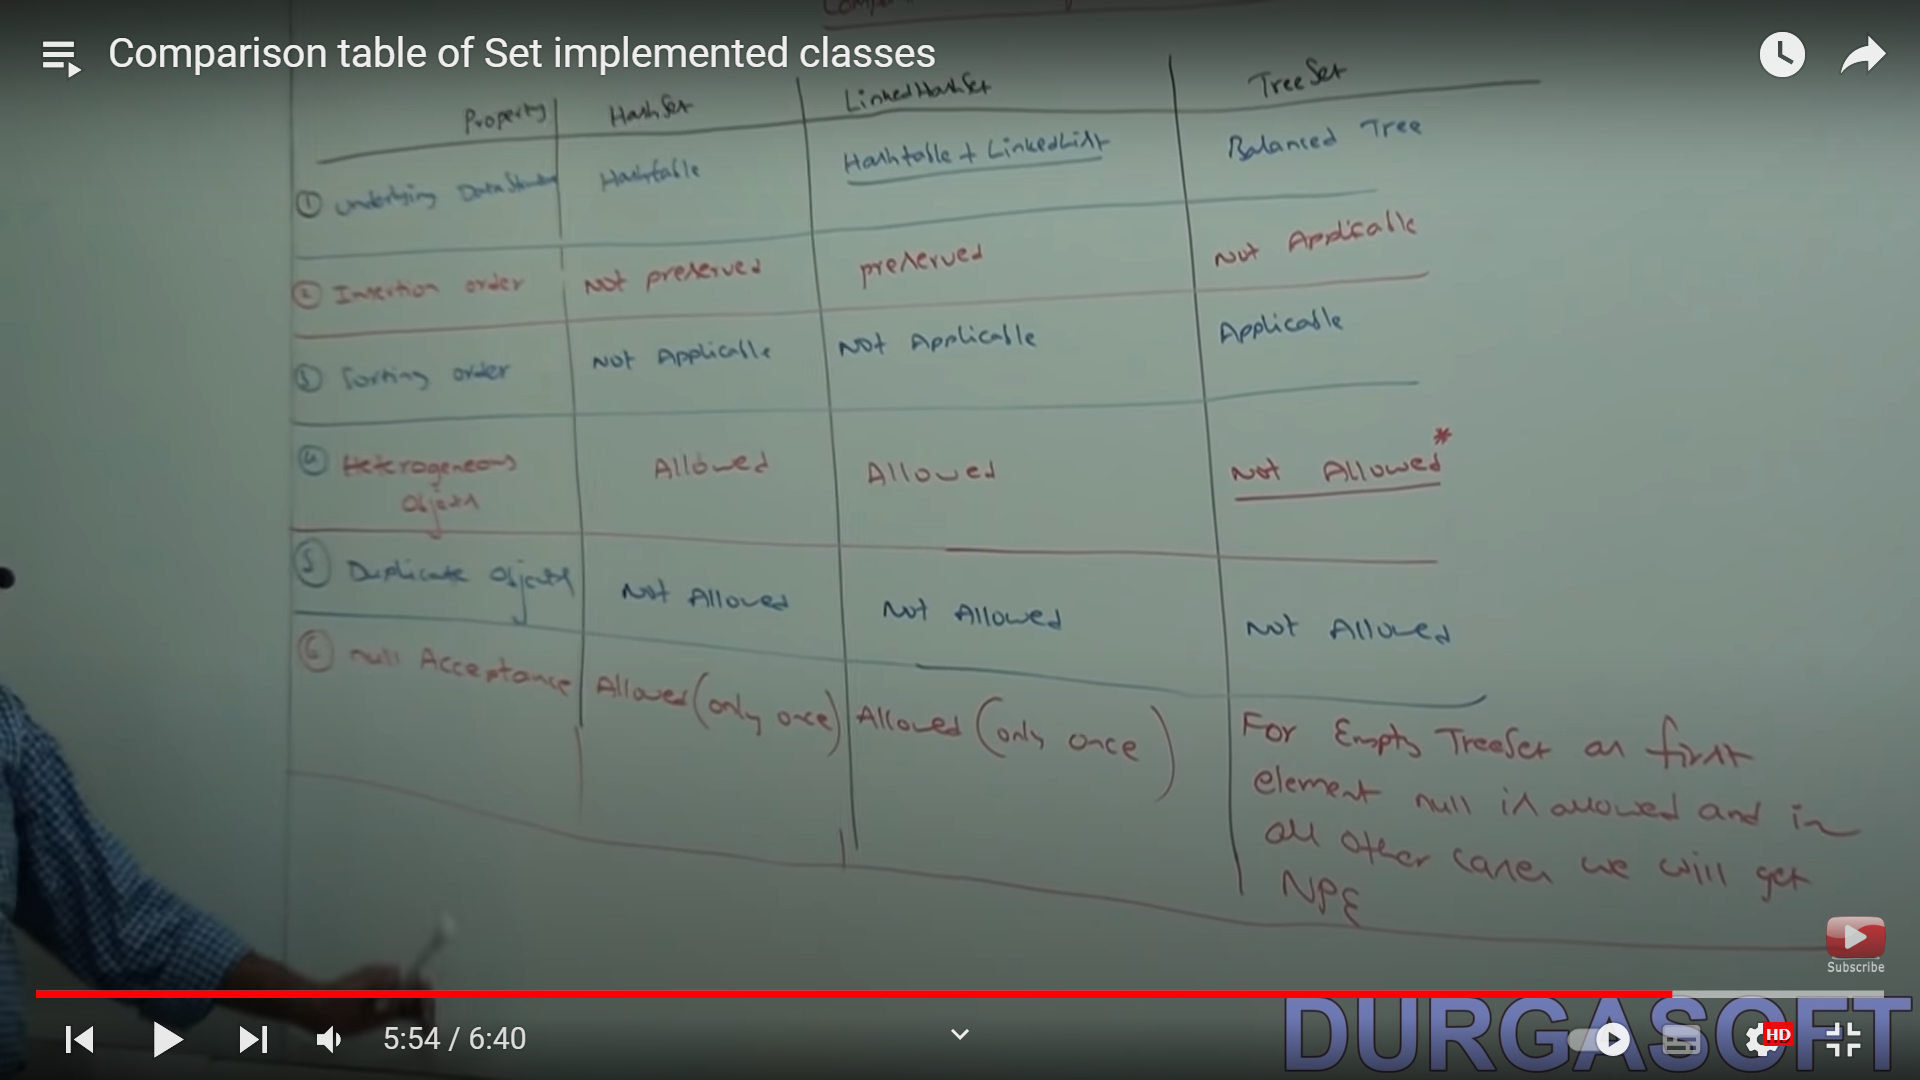 Comparison table of Set implemented classes
Property HashSet LinkedHashSet TreeSet
① Underlying DataStructure Hashtable Hashtable + LinkedList Balanced Tree
② Insertion order Not preserved preserved Not Applicable
③ Sorting order Not Applicable Not Applicable Applicable
④ Heterogeneous Allowed Allowed Not Allowed*
Objects
⑤ Duplicate Objects Not Allowed Not Allowed Not Allowed
⑥ null Acceptance Allowed (only once) Allowed (only once) For Empty TreeSet as first
element null is allowed and in
all other cases we will get
NPE
Subscribe
DURGASOFT
5:54 / 6:40
HD